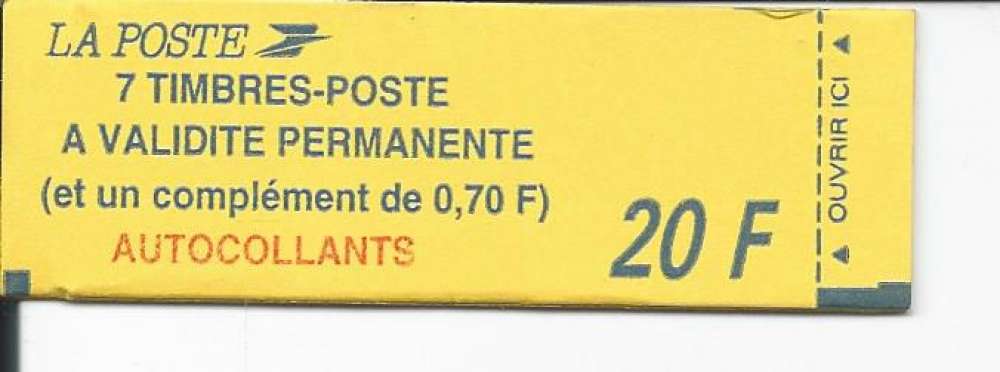 LA POSTE
7 TIMBRES-POSTE
A VALIDITE PERMANENTE
(et un complément de 0,70 F)
AUTOCOLLANTS
20 F
OUVRIR ICI